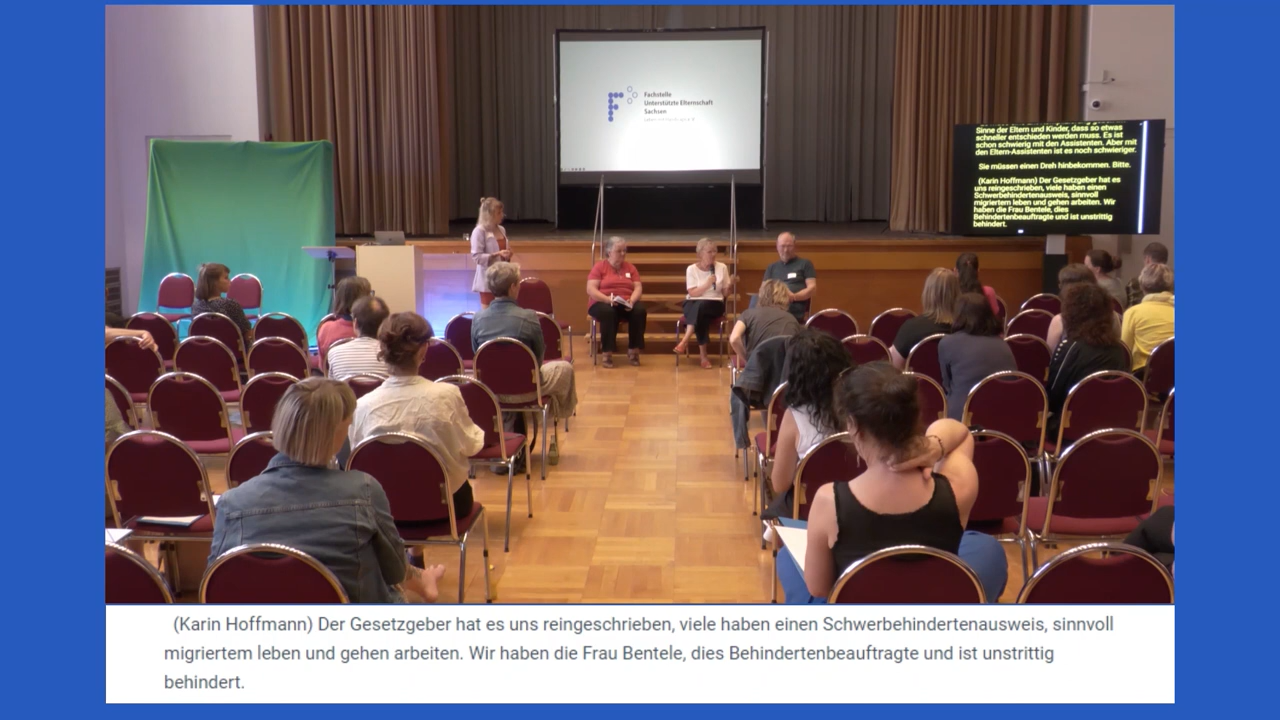 Fachstelle
Unterstützte Elternschaft
Sachsen
Sinne der Eltern und Kinder, dass so etwas
schneller entschieden werden muss. Es ist
schon schwierig mit den Assistenten. Aber mit
den Eltern-Assistenten ist es noch schwieriger.
Sie müssen einen Dreh hinbekommen. Bitte.
(Karin Hoffmann) Der Gesetzgeber hat es
uns reingeschrieben, viele haben einen
Schwerbehindertenausweis, sinnvoll
migriertem leben und gehen arbeiten. Wir
haben die Frau Bentele, dies
Behindertenbeauftragte und ist unstrittig
behindert.
(Karin Hoffmann) Der Gesetzgeber hat es uns reingeschrieben, viele haben einen Schwerbehindertenausweis, sinnvoll
migriertem leben und gehen arbeiten. Wir haben die Frau Bentele, dies Behindertenbeauftragte und ist unstrittig
behindert.